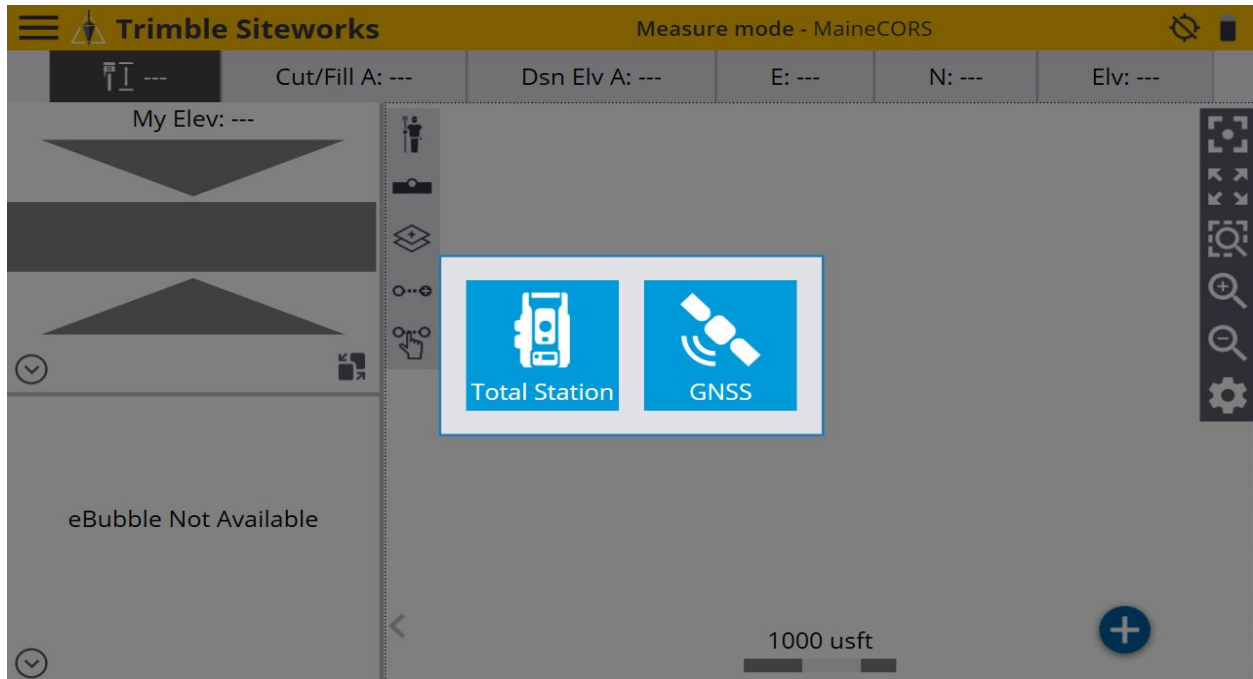 Trimble Siteworks
Measure mode - MaineCORS
---
Cut/Fill A: ---
Dsn Elv A: ---
E: ---
N: ---
Elv: ---
My Elev: ---
Total Station
GNSS
eBubble Not Available
1000 usft